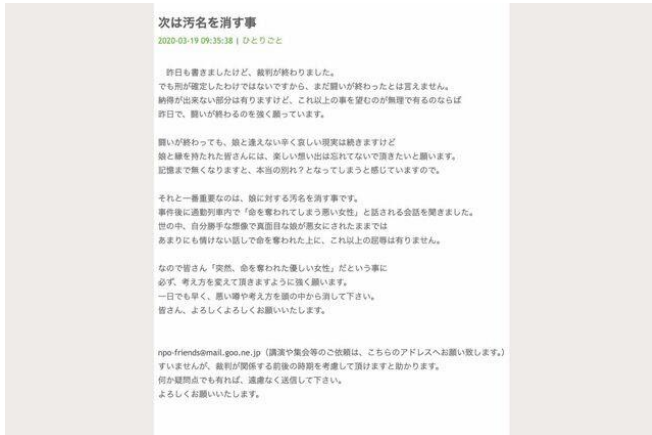 次は汚名を消す事
2020-03-19 09:35:38 | ひとりごと
昨日も書きましたけど、裁判が終わりました。
でも刑が確定したわけではないですから、まだ闘いが終わったとは言えません。
納得が出来ない部分は有りますけど、これ以上の事を望むのが無理で有るのならば
昨日で、闘いが終わるのを強く願っています。
闘いが終わっても、娘と逢えない辛く哀しい現実は続きますけど
娘と縁を持たれた皆さんには、楽しい想い出は忘れてないで頂きたいと願います。
記憶まで無くなりますと、本当の別れ？となってしまうと感じていますので。
それと一番重要なのは、娘に対する汚名を消す事です。
事件後に通勤列車内で「命を奪われてしまう悪い女性」と話される会話を聞きました。
世の中、自分勝手な想像で真面目な娘が悪女にされたままでは
あまりにも情けない話しで命を奪われた上に、これ以上の屈辱は有りません。
なので皆さん「突然、命を奪われた優しい女性」だという事に
必ず、考え方を変えて頂きますように強く願います。
一日でも早く、悪い噂や考え方を頭の中から消して下さい。
皆さん、よろしくよろしくお願いいたします。
npo-friends@mail.goo.ne.jp（講演や集会等のご依頼は、こちらのアドレスへお願い致します。）
すいませんが、裁判が関係する前後の時期を考慮して頂けますと助かります。
何か疑問点でも有れば、遠慮なく送信して下さい。
よろしくお願いいたします。